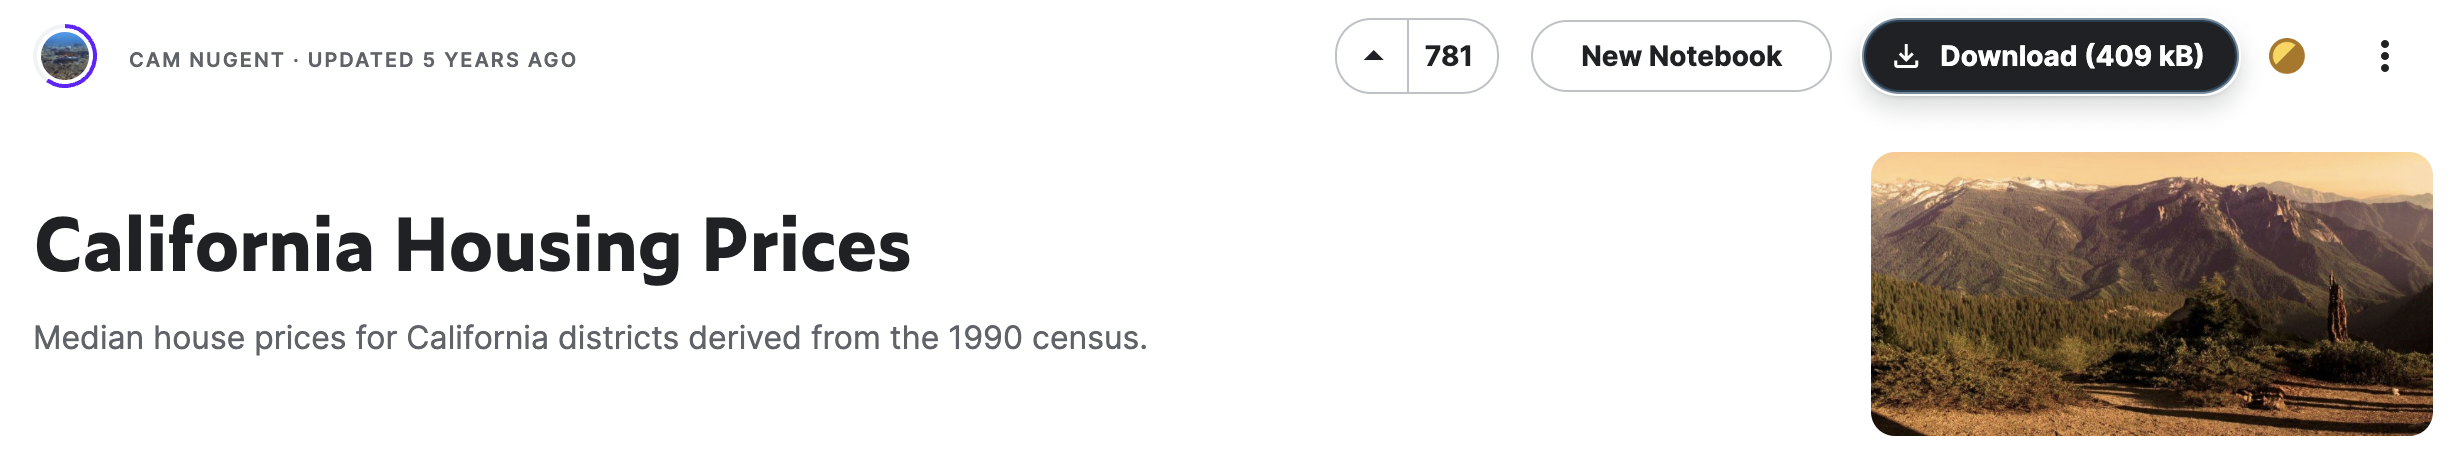 CAM NUGENT · UPDATED 5 YEARS AGO
781
New Notebook
Download (409 kB)
California Housing Prices
Median house prices for California districts derived from the 1990 census.